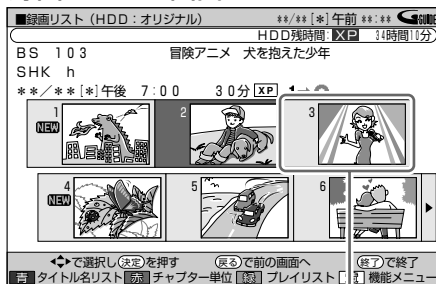 ■録画リスト(HDD:オリジナル) **/**[*]午前 **:** GGUIDE
HDD残時間: XP 34時間10分
BS 103 冒険アニメ 犬を抱えた少年
SHK h
**/**[*]午後 7:00 30分 XP
1 2 3
NEW
4 5 6
NEW
で選択し 決定 を押す 戻る で前の画面へ 終了 で終了
青 タイトル名リスト 赤 チャプター単位 緑 プレイリスト 機能メニュー